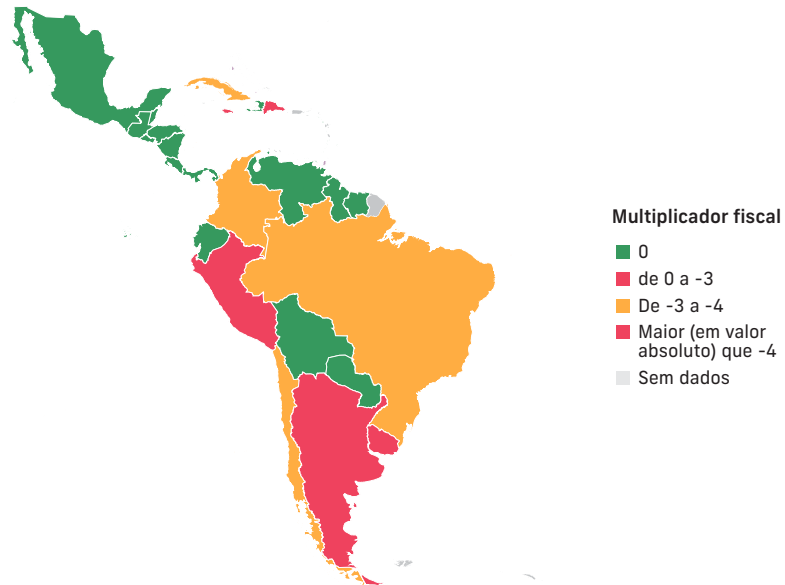 Multiplicador fiscal
0
de 0 a -3
De -3 a -4
Maior (em valor
absoluto) que -4
Sem dados